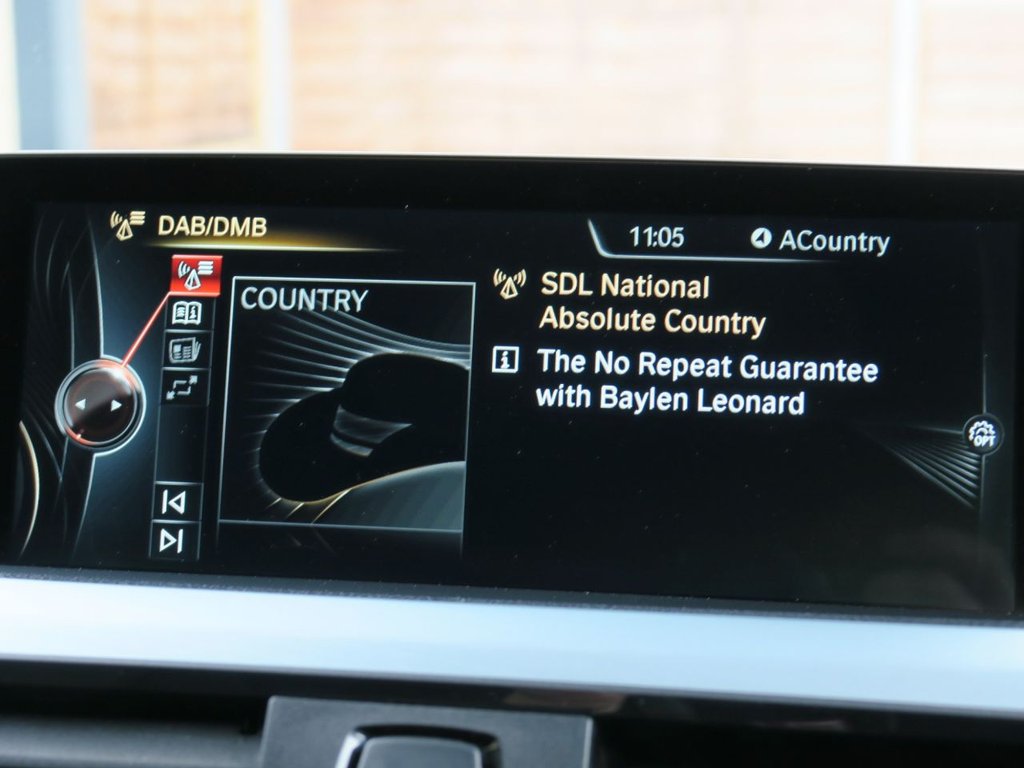 DAB/DMB
11:05
ACountry
COUNTRY
SDL National
Absolute Country
The No Repeat Guarantee
with Baylen Leonard
OPT